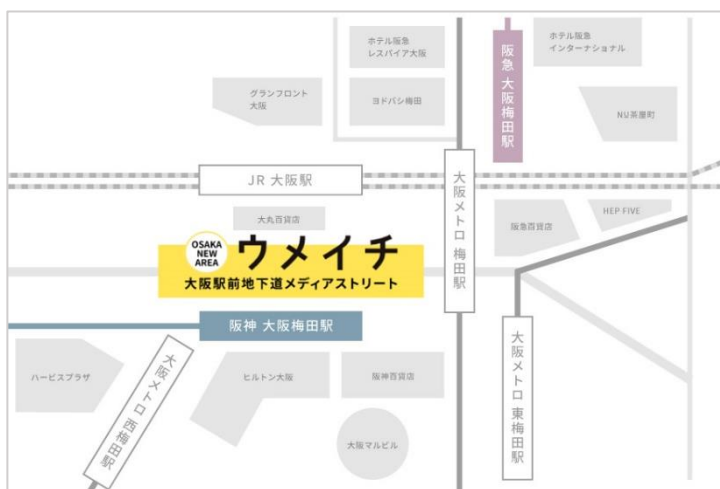 ホテル阪急
レスパイア大阪
阪急 大阪梅田駅
ホテル阪急
インターナショナル
グランフロント
大阪
ヨドバシ梅田
NU茶屋町
JR 大阪駅
大阪メトロ 梅田駅
大丸百貨店
阪急百貨店
HEP FIVE
OSAKA
NEW
AREA
ウメイチ
大阪駅前地下道メディアストリート
阪神 大阪梅田駅
大阪メトロ 東梅田駅
ハービスプラザ
大阪メトロ 西梅田駅
ヒルトン大阪
阪神百貨店
大阪マルビル